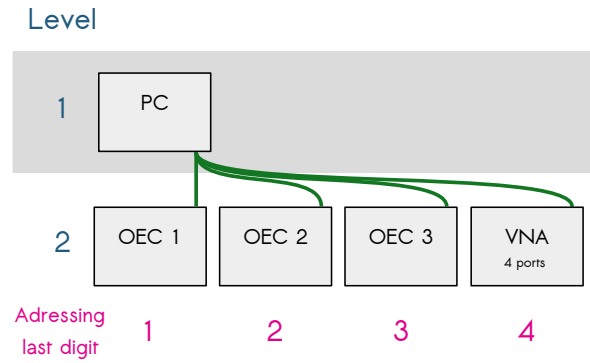 Level
1
PC
2
OEC 1
OEC 2
OEC 3
VNA
4 ports
Adressing
last digit
1
2
3
4